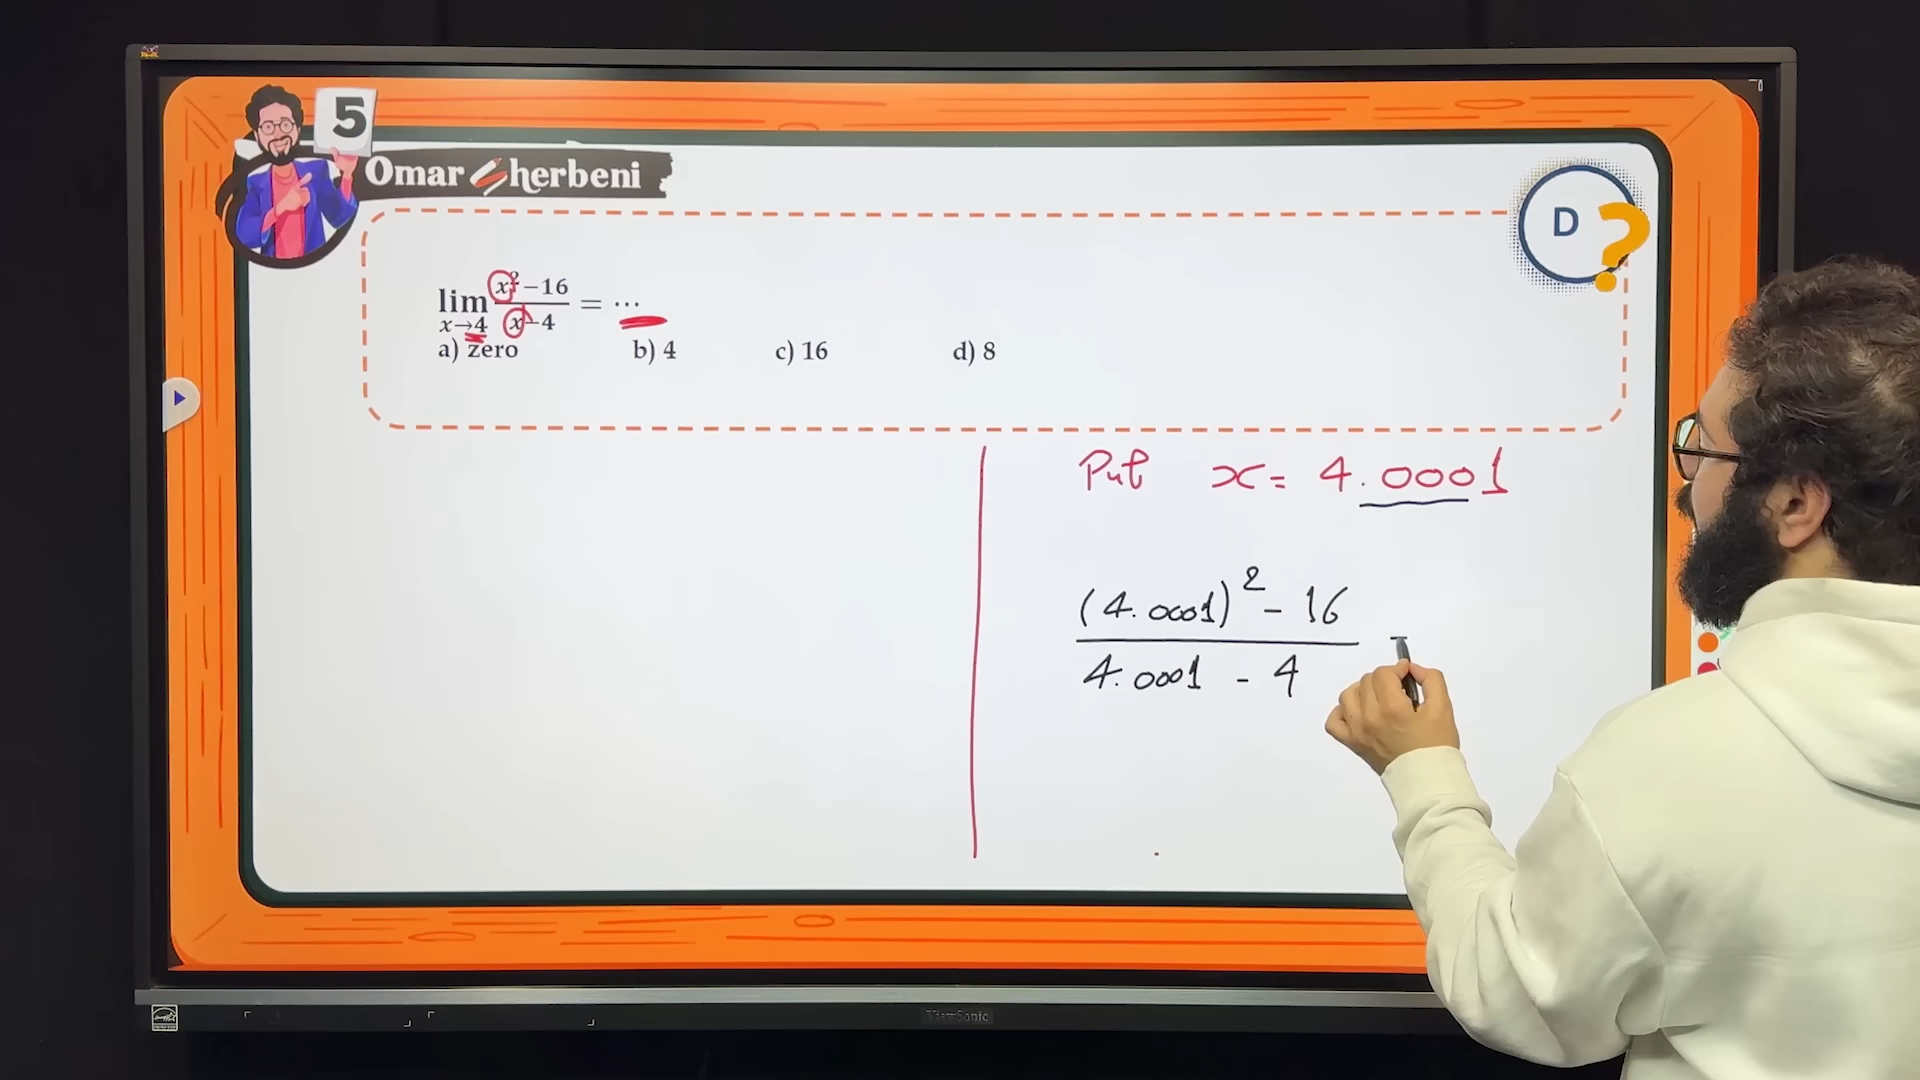 5
Omar Sherbeni
D ?
lim x→4 (x² − 16)/(x − 4) = ...
a) zero b) 4 c) 16 d) 8
Put x = 4.0001
(4.0001)² − 16
4.0001 − 4
ViewSonic